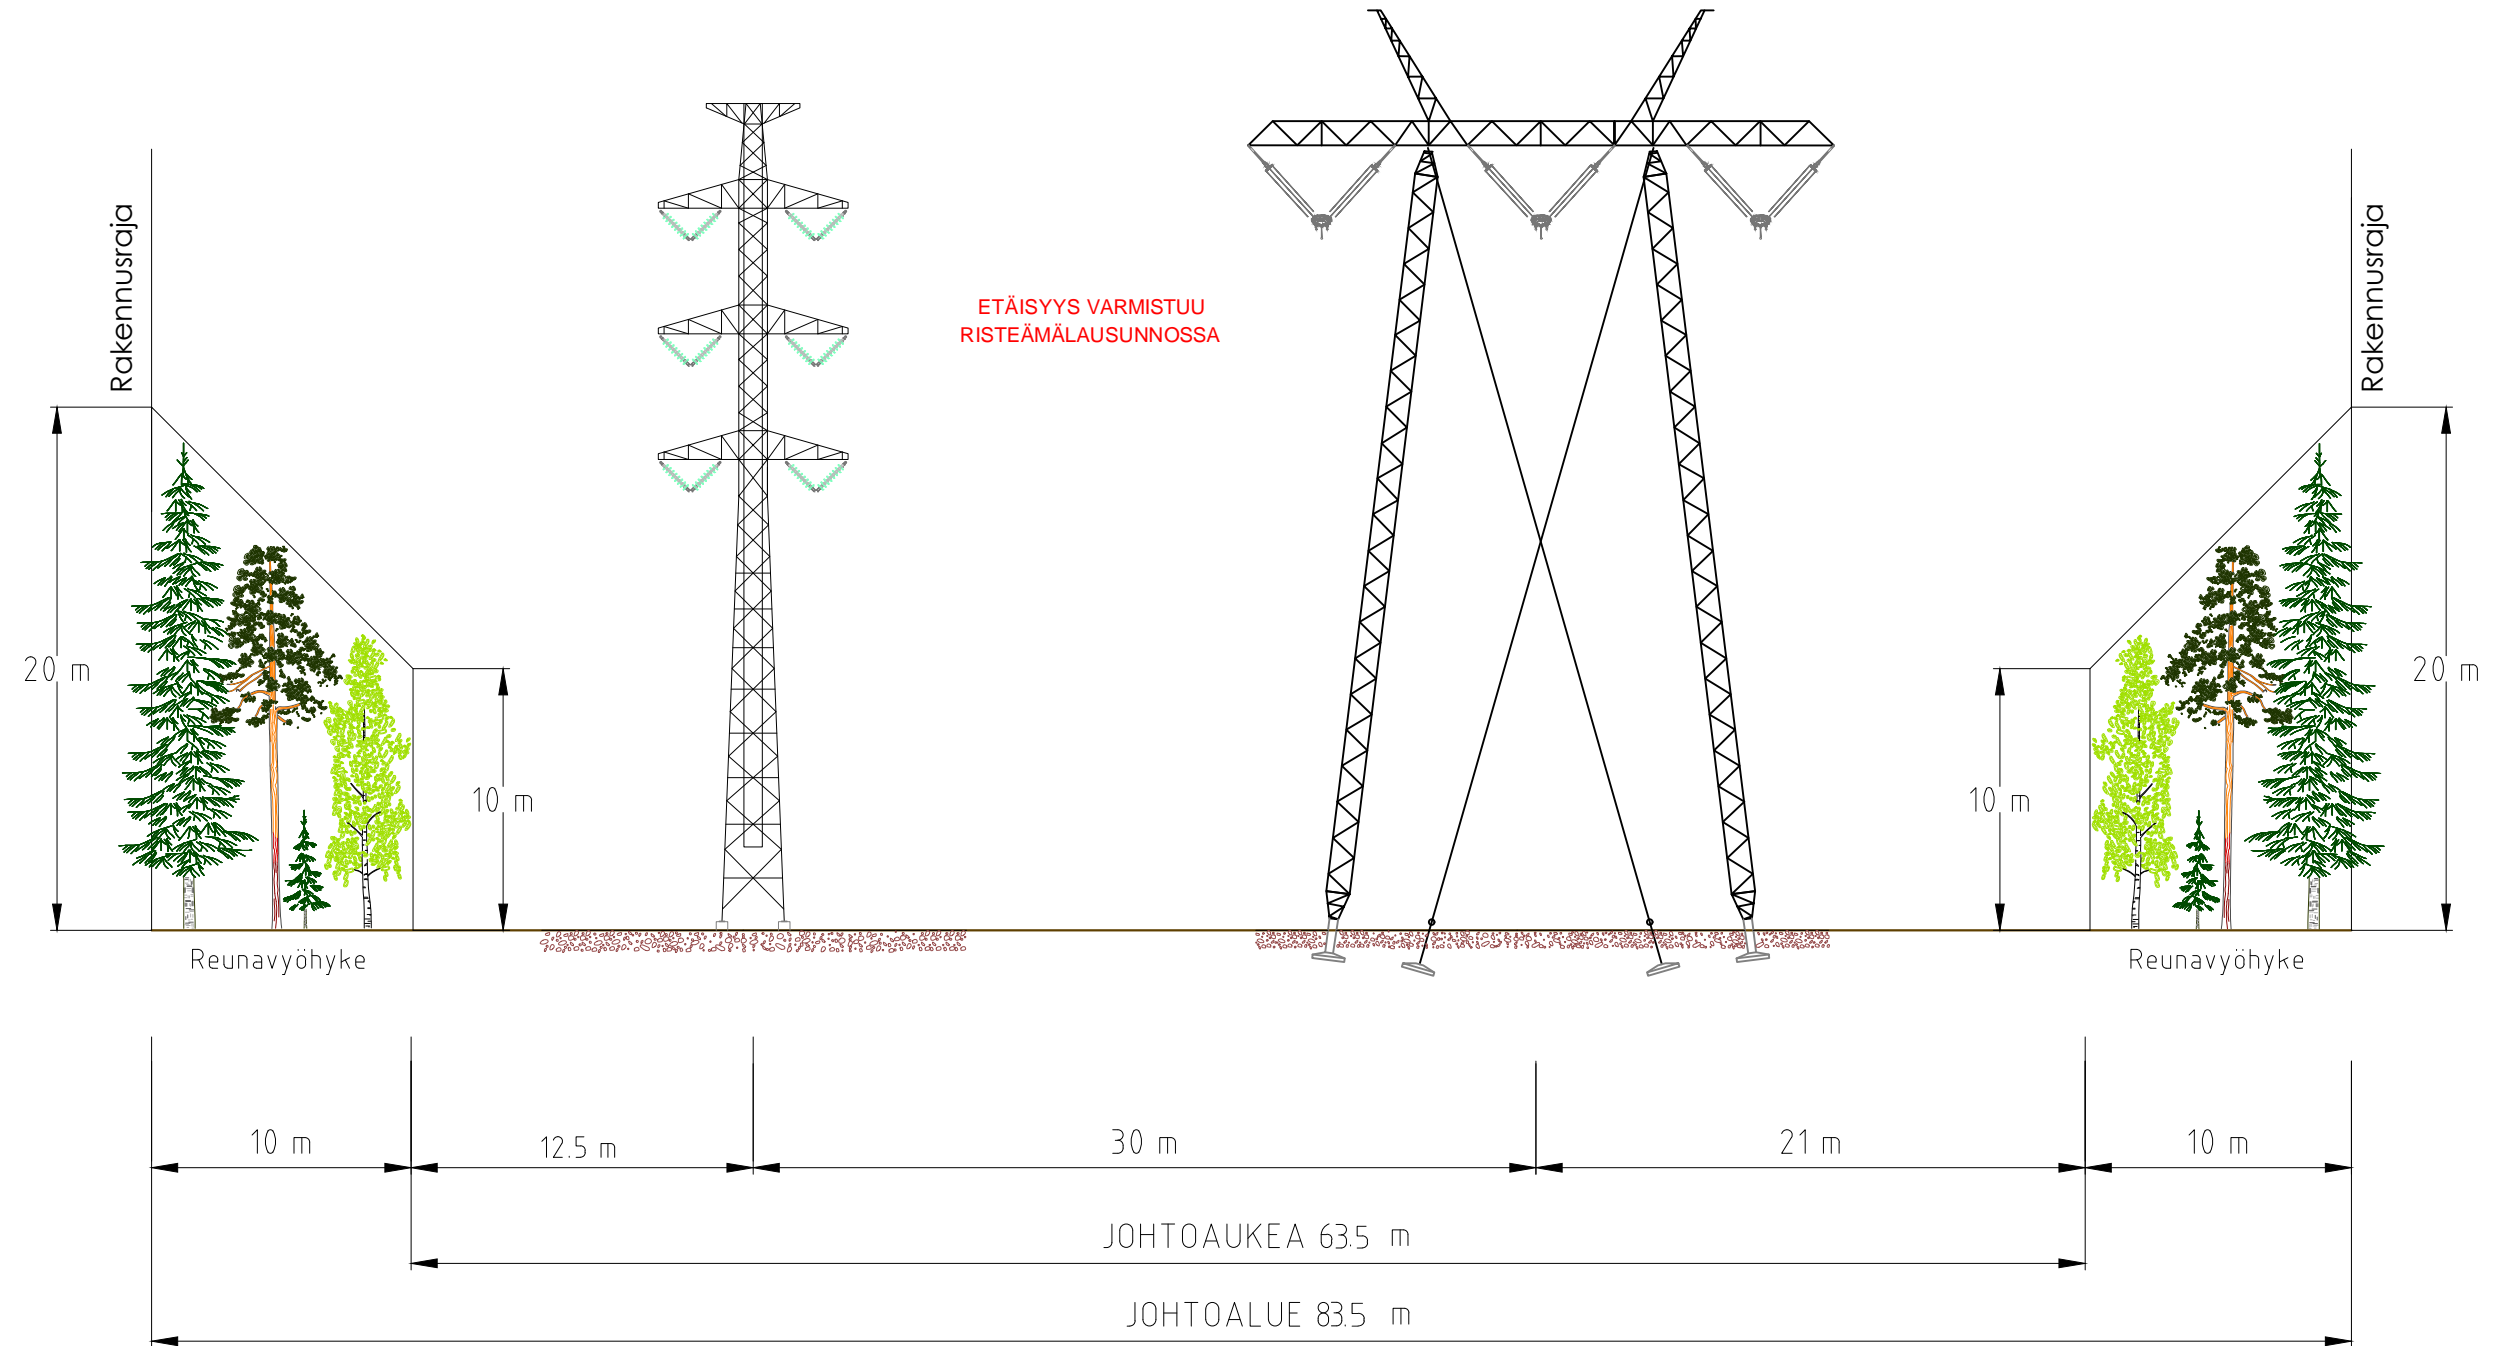 Rakennusraja
Rakennusraja
ETÄISYYS VARMISTUU
RISTEÄMÄLAUSUNNOSSA
20 m
10 m
10 m
20 m
Reunavyöhyke
Reunavyöhyke
10 m
12.5 m
30 m
21 m
10 m
JOHTOAUKEA 63.5 m
JOHTOALUE 83.5 m